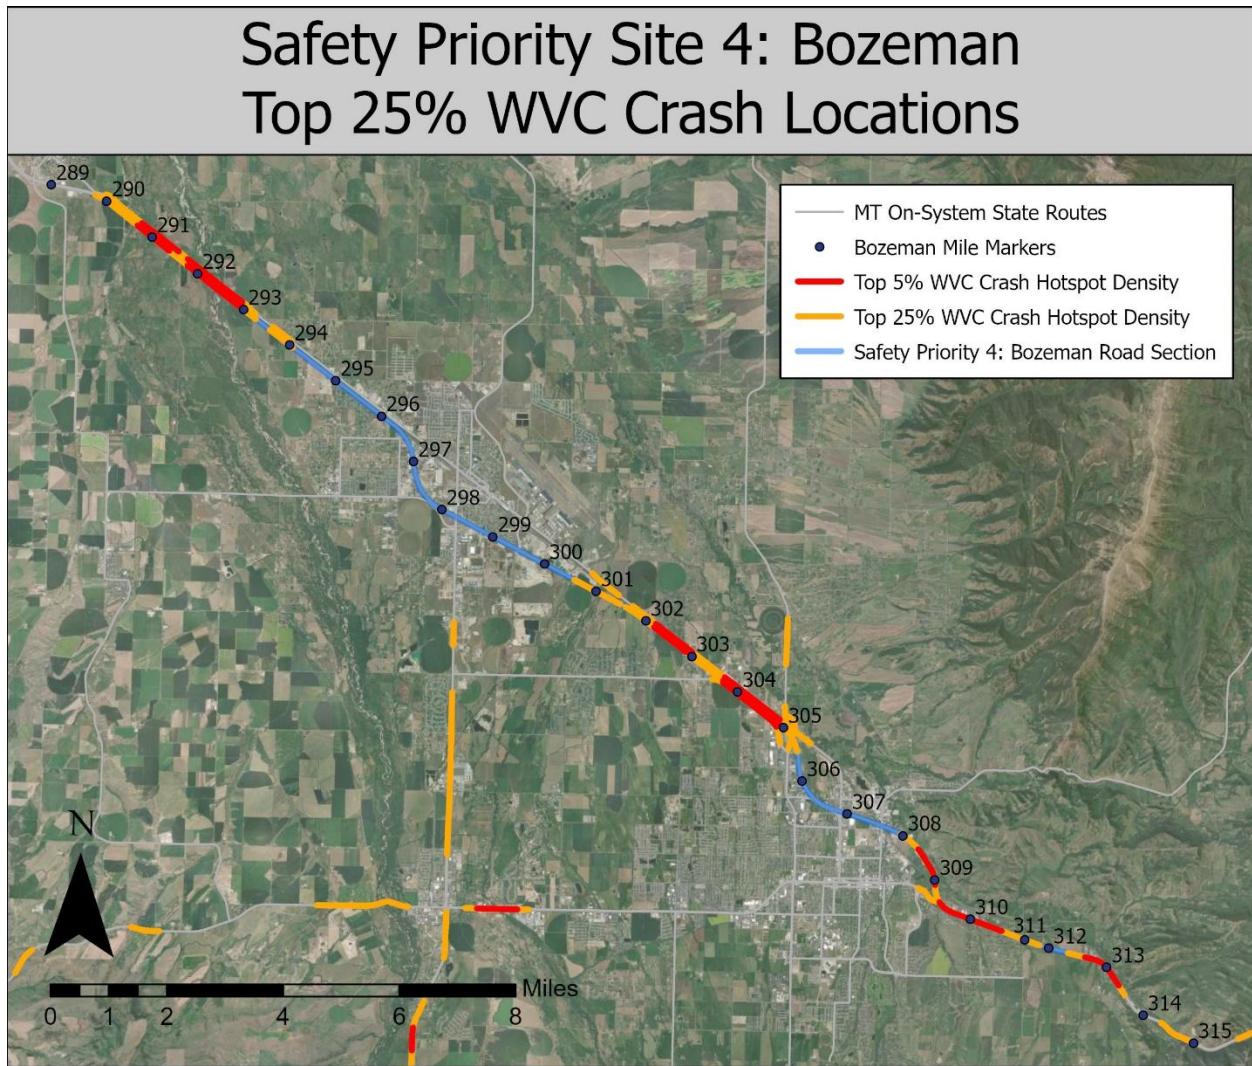 Safety Priority Site 4: Bozeman
Top 25% WVC Crash Locations
MT On-System State Routes
Bozeman Mile Markers
Top 5% WVC Crash Hotspot Density
Top 25% WVC Crash Hotspot Density
Safety Priority 4: Bozeman Road Section
289
290
291
292
293
294
295
296
297
298
299
300
301
302
303
304
305
306
307
308
309
310
311
312
313
314
315
N
Miles
0 1 2 4 6 8